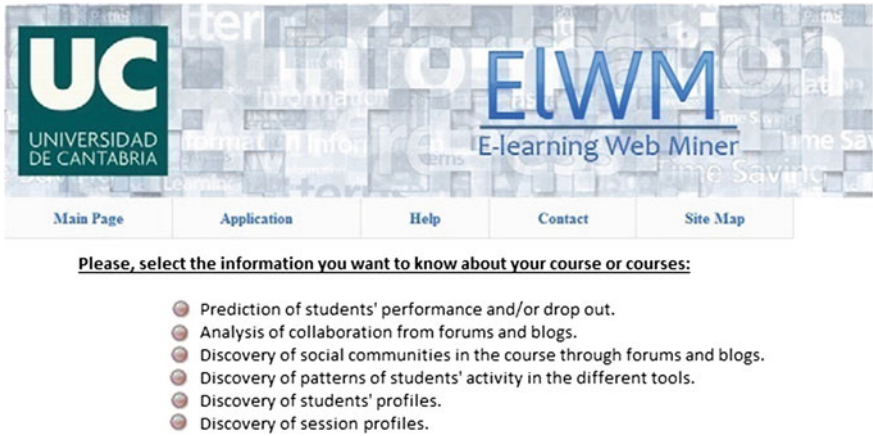 UC
UNIVERSIDAD
DE CANTABRIA
ElWM
E-learning Web Miner
Main Page Application Help Contact Site Map
Please, select the information you want to know about your course or courses:
Prediction of students' performance and/or drop out.
Analysis of collaboration from forums and blogs.
Discovery of social communities in the course through forums and blogs.
Discovery of patterns of students' activity in the different tools.
Discovery of students' profiles.
Discovery of session profiles.